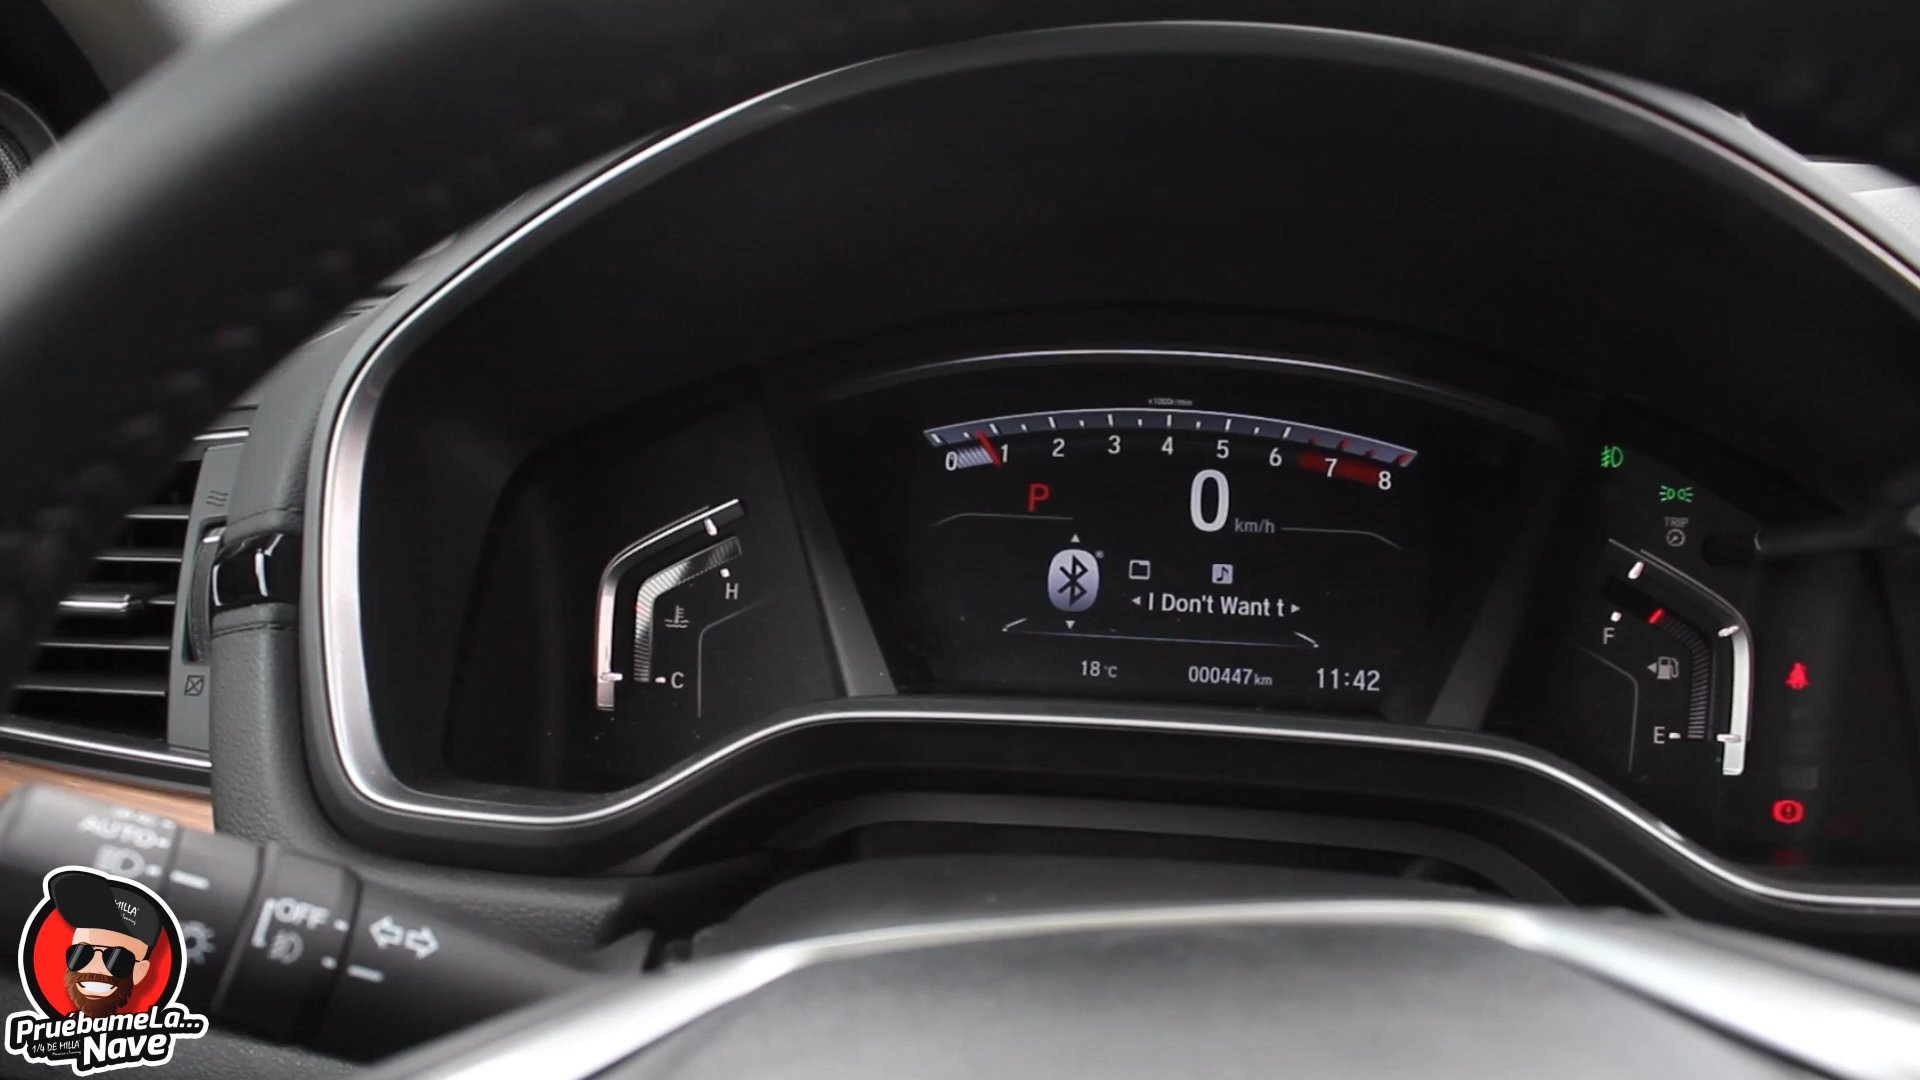 x1000r/min
0 1 2 3 4 5 6 7 8
P
0 km/h
I Don't Want t
18°C 000447km 11:42
H
C
TRIP
F
E
AUTO
OFF
MILLA
PruébameLa...
1/4 DE MILLA
Nave